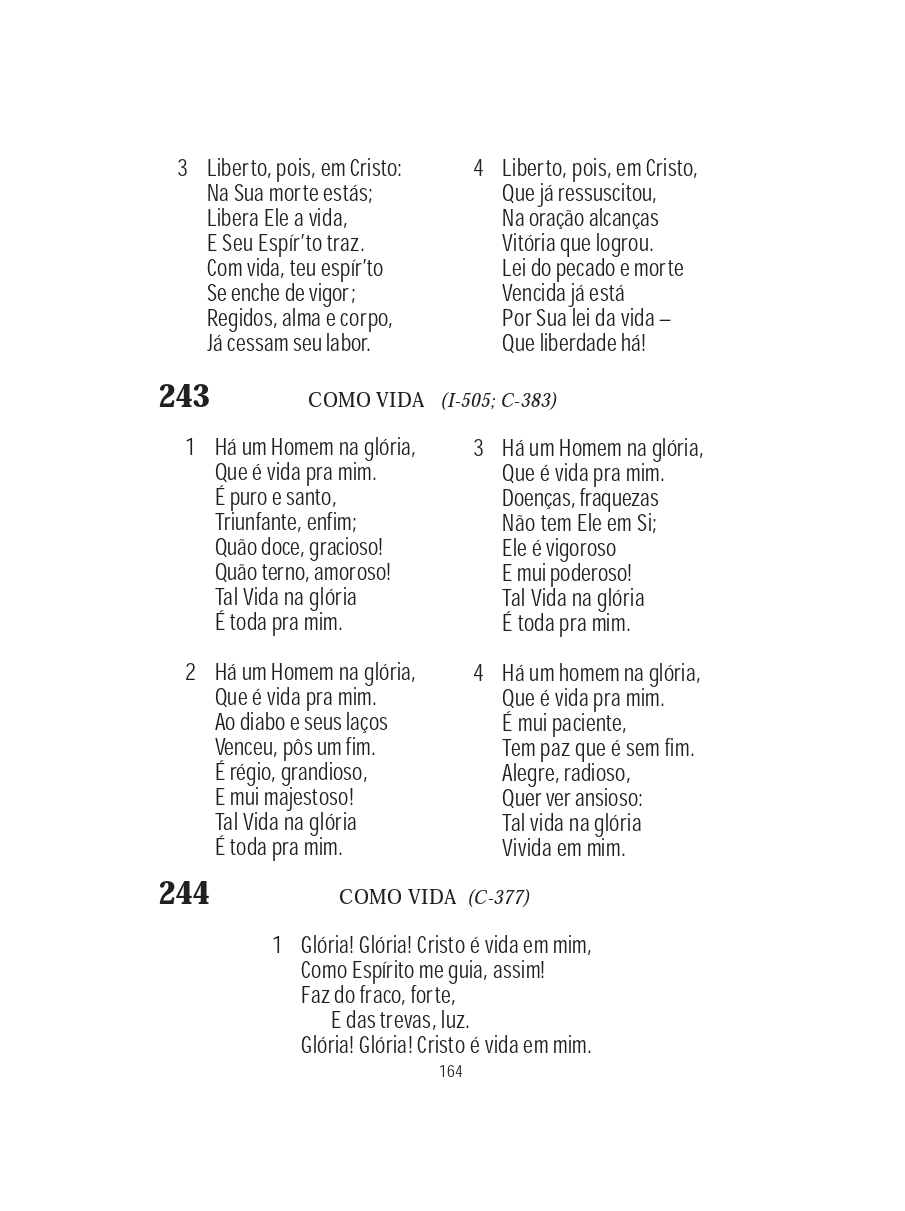 3 Liberto, pois, em Cristo:
Na Sua morte estás;
Libera Ele a vida,
E Seu Espír’to traz.
Com vida, teu espír’to
Se enche de vigor;
Regidos, alma e corpo,
Já cessam seu labor.
4 Liberto, pois, em Cristo,
Que já ressuscitou,
Na oração alcanças
Vitória que logrou.
Lei do pecado e morte
Vencida já está
Por Sua lei da vida –
Que liberdade há!
243 COMO VIDA (I-505; C-383)
1 Há um Homem na glória,
Que é vida pra mim.
É puro e santo,
Triunfante, enfim;
Quão doce, gracioso!
Quão terno, amoroso!
Tal Vida na glória
É toda pra mim.
2 Há um Homem na glória,
Que é vida pra mim.
Ao diabo e seus laços
Venceu, pôs um fim.
É régio, grandioso,
E mui majestoso!
Tal Vida na glória
É toda pra mim.
3 Há um Homem na glória,
Que é vida pra mim.
Doenças, fraquezas
Não tem Ele em Si;
Ele é vigoroso
E mui poderoso!
Tal Vida na glória
É toda pra mim.
4 Há um homem na glória,
Que é vida pra mim.
É mui paciente,
Tem paz que é sem fim.
Alegre, radioso,
Quer ver ansioso:
Tal vida na glória
Vivida em mim.
244 COMO VIDA (C-377)
1 Glória! Glória! Cristo é vida em mim,
Como Espírito me guia, assim!
Faz do fraco, forte,
E das trevas, luz.
Glória! Glória! Cristo é vida em mim.
164